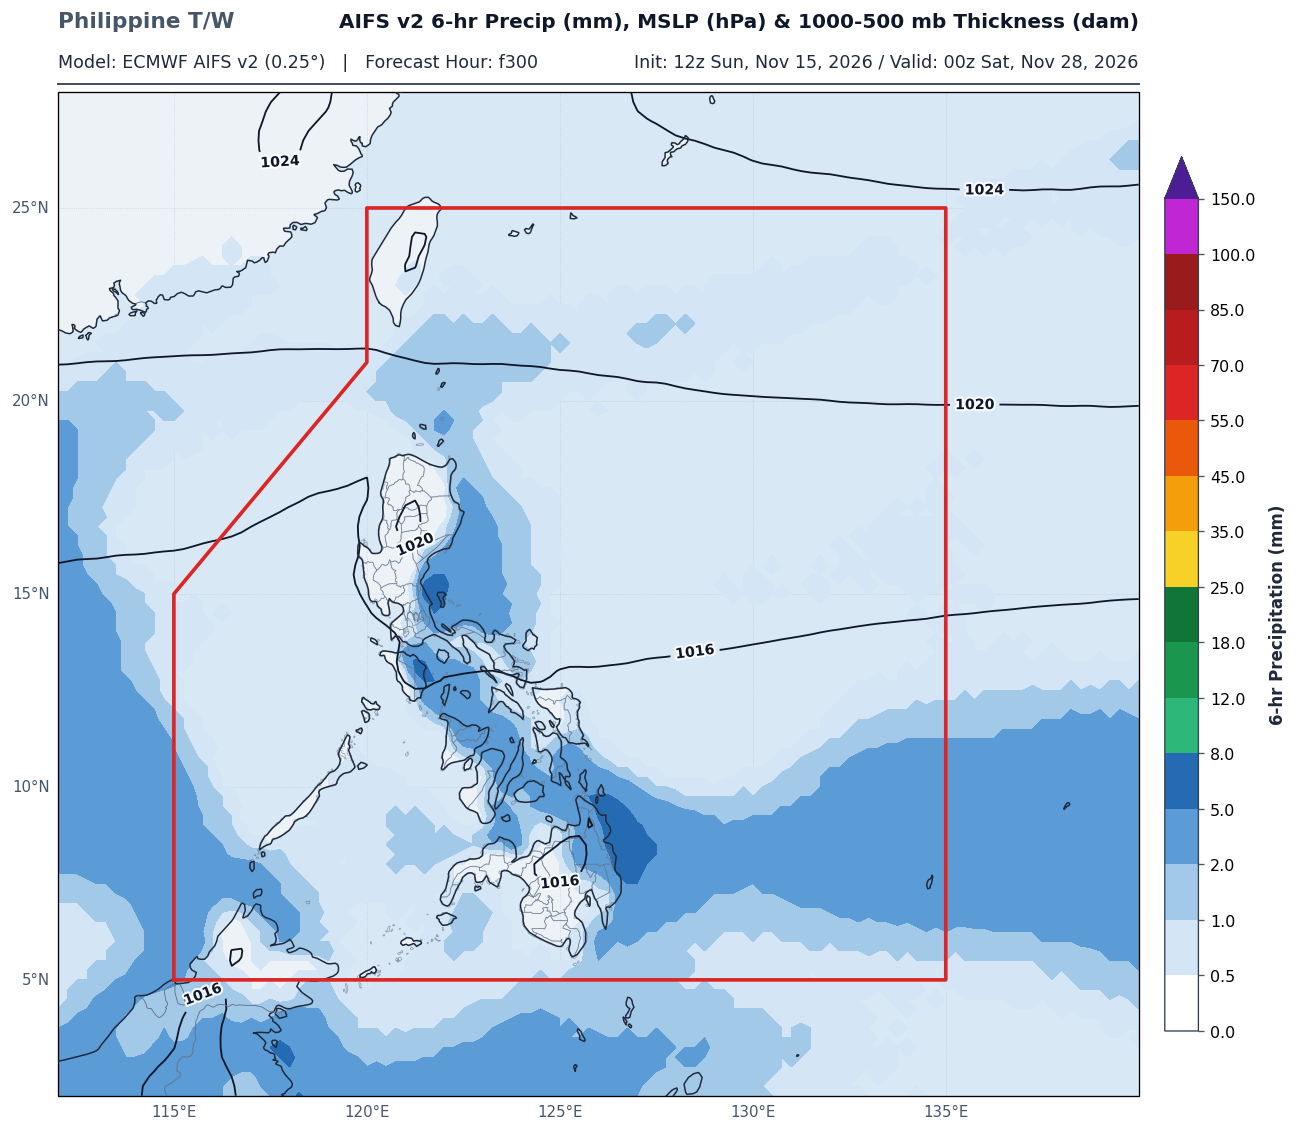 Philippine T/W
AIFS v2 6-hr Precip (mm), MSLP (hPa) & 1000-500 mb Thickness (dam)
Model: ECMWF AIFS v2 (0.25°) | Forecast Hour: f300
Init: 12z Sun, Nov 15, 2026 / Valid: 00z Sat, Nov 28, 2026
1024
1024
25°N
1020
20°N
1020
15°N
1016
10°N
1016
5°N
1016
115°E
120°E
125°E
130°E
135°E
150.0
100.0
85.0
70.0
55.0
45.0
35.0
25.0
18.0
12.0
8.0
5.0
2.0
1.0
0.5
0.0
6-hr Precipitation (mm)